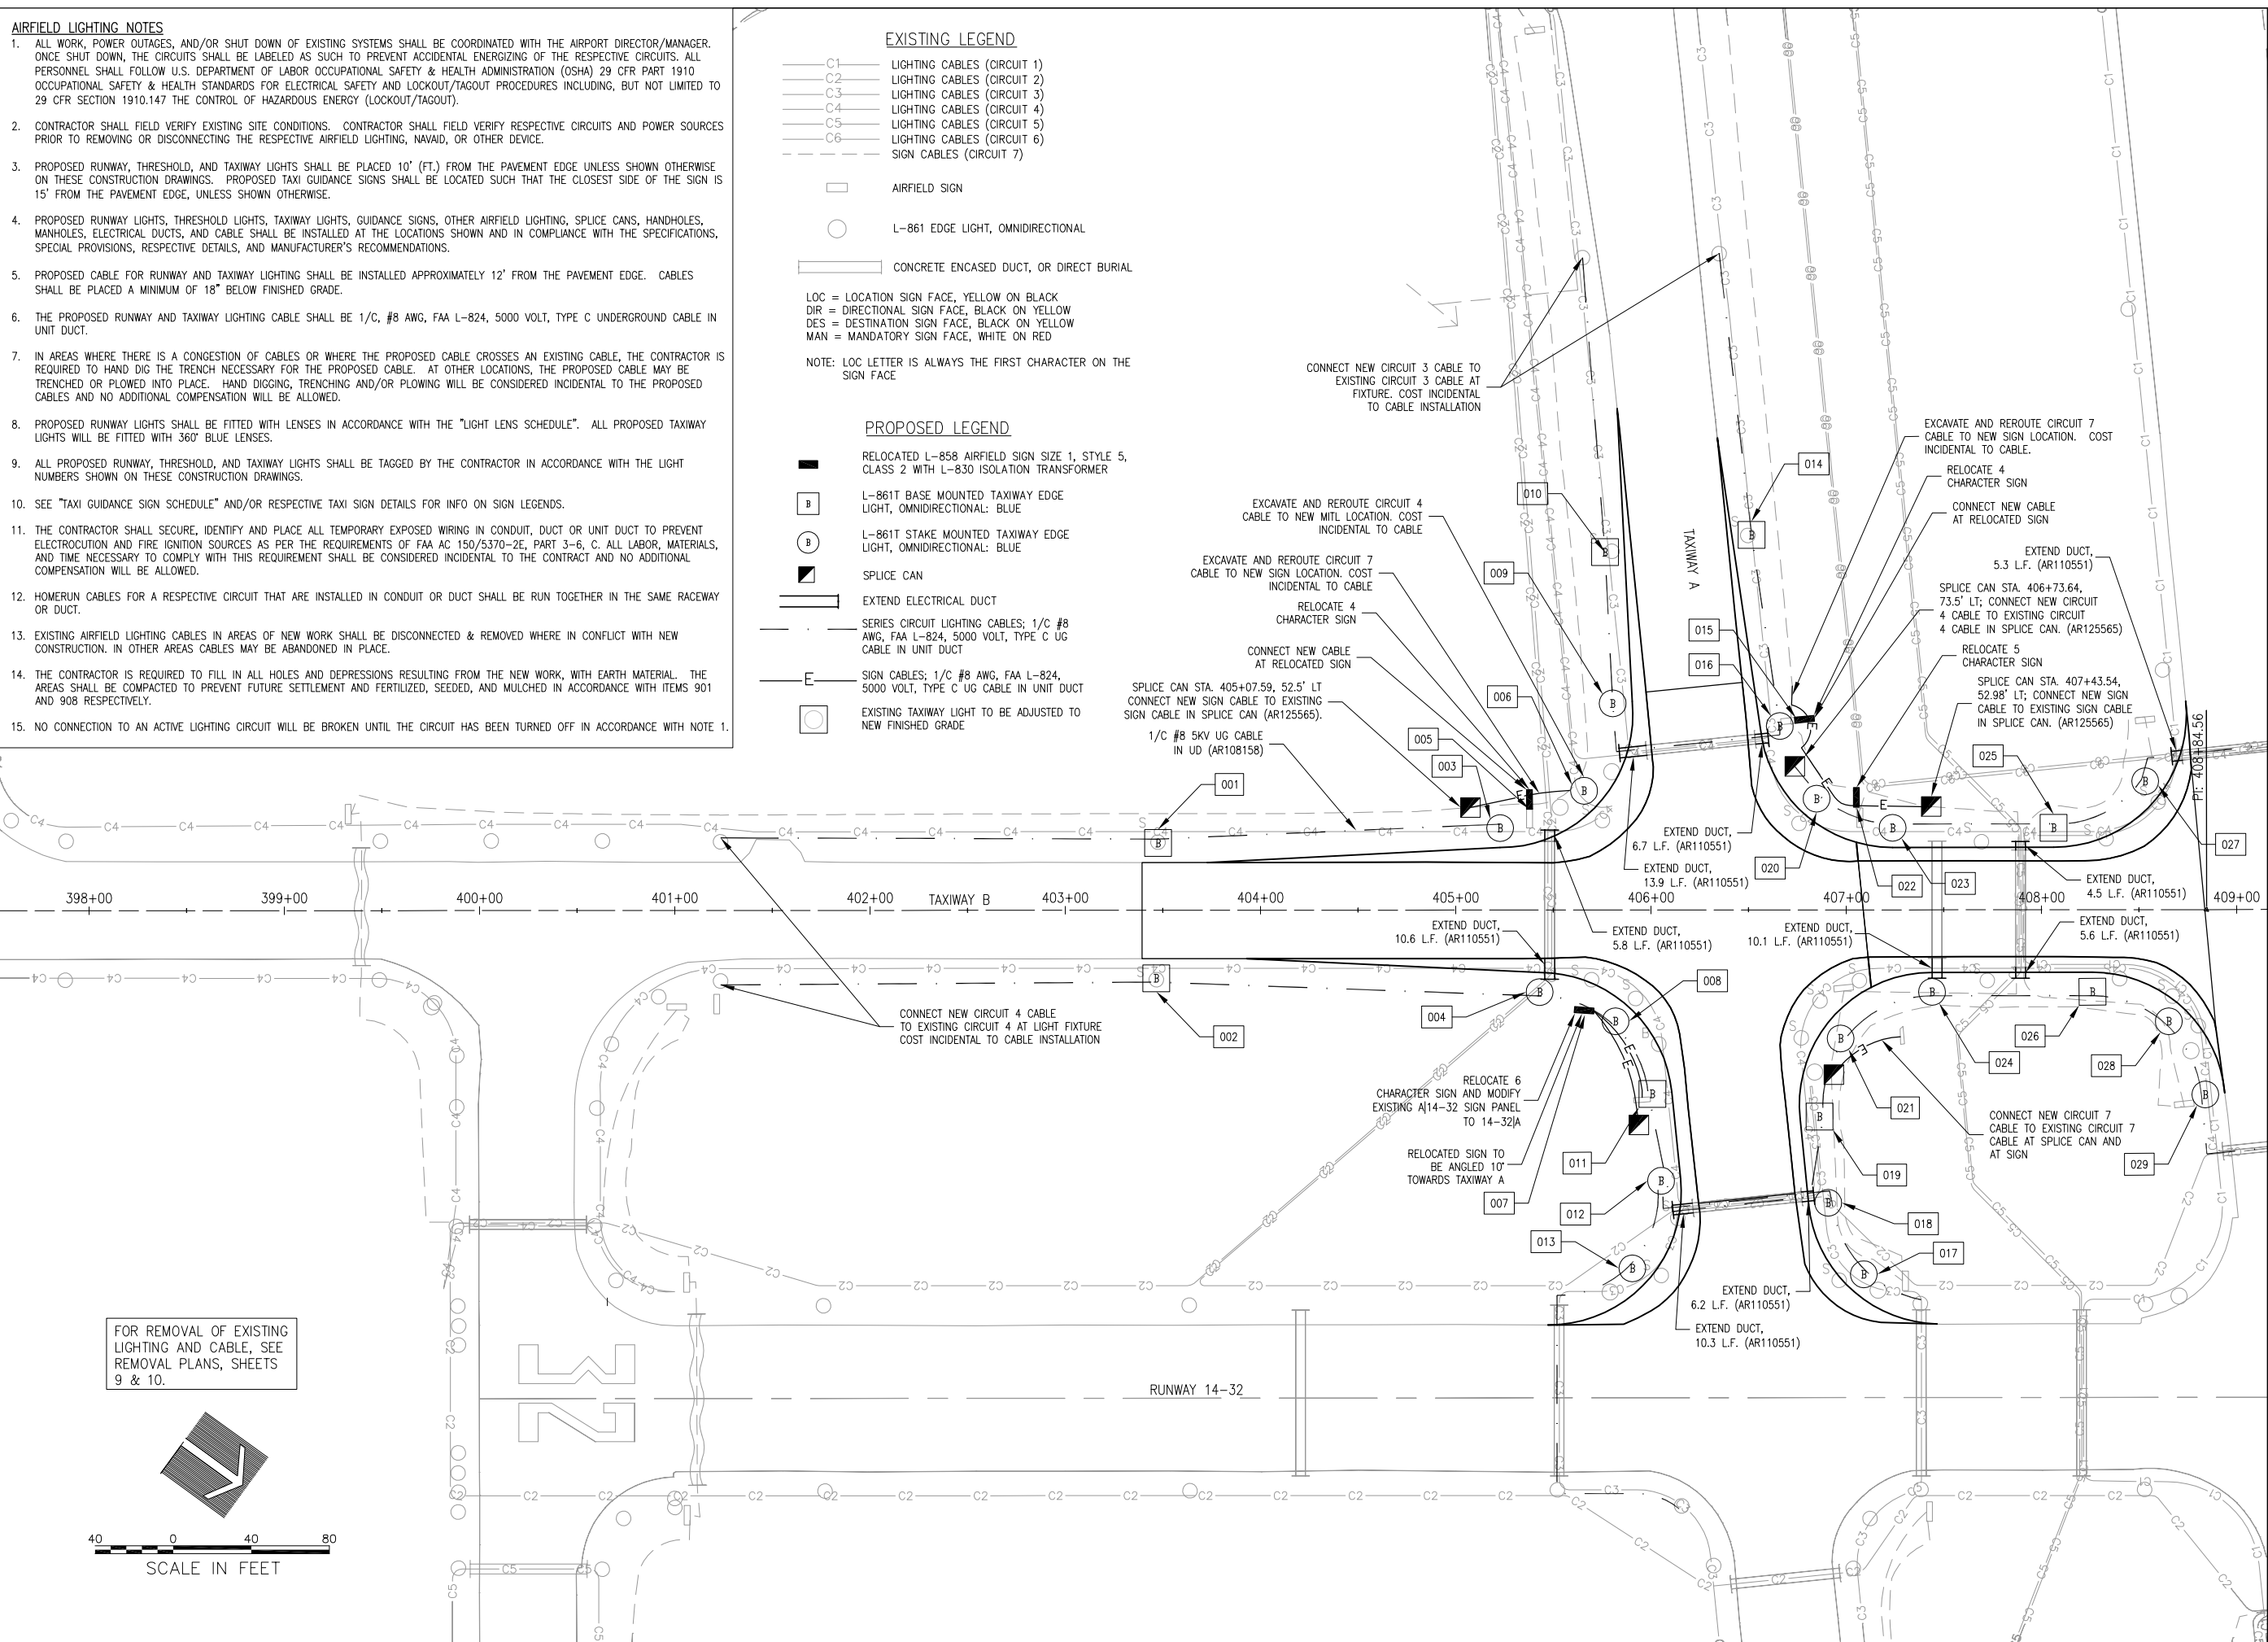 AIRFIELD LIGHTING NOTES
1. ALL WORK, POWER OUTAGES, AND/OR SHUT DOWN OF EXISTING SYSTEMS SHALL BE COORDINATED WITH THE AIRPORT DIRECTOR/MANAGER.
ONCE SHUT DOWN, THE CIRCUITS SHALL BE LABELED AS SUCH TO PREVENT ACCIDENTAL ENERGIZING OF THE RESPECTIVE CIRCUITS. ALL
PERSONNEL SHALL FOLLOW U.S. DEPARTMENT OF LABOR OCCUPATIONAL SAFETY & HEALTH ADMINISTRATION (OSHA) 29 CFR PART 1910
OCCUPATIONAL SAFETY & HEALTH STANDARDS FOR ELECTRICAL SAFETY AND LOCKOUT/TAGOUT PROCEDURES INCLUDING, BUT NOT LIMITED TO
29 CFR SECTION 1910.147 THE CONTROL OF HAZARDOUS ENERGY (LOCKOUT/TAGOUT).
2. CONTRACTOR SHALL FIELD VERIFY EXISTING SITE CONDITIONS. CONTRACTOR SHALL FIELD VERIFY RESPECTIVE CIRCUITS AND POWER SOURCES
PRIOR TO REMOVING OR DISCONNECTING THE RESPECTIVE AIRFIELD LIGHTING, NAVAID, OR OTHER DEVICE.
3. PROPOSED RUNWAY, THRESHOLD, AND TAXIWAY LIGHTS SHALL BE PLACED 10' (FT.) FROM THE PAVEMENT EDGE UNLESS SHOWN OTHERWISE
ON THESE CONSTRUCTION DRAWINGS. PROPOSED TAXI GUIDANCE SIGNS SHALL BE LOCATED SUCH THAT THE CLOSEST SIDE OF THE SIGN IS
15' FROM THE PAVEMENT EDGE, UNLESS SHOWN OTHERWISE.
4. PROPOSED RUNWAY LIGHTS, THRESHOLD LIGHTS, TAXIWAY LIGHTS, GUIDANCE SIGNS, OTHER AIRFIELD LIGHTING, SPLICE CANS, HANDHOLES,
MANHOLES, ELECTRICAL DUCTS, AND CABLE SHALL BE INSTALLED AT THE LOCATIONS SHOWN AND IN COMPLIANCE WITH THE SPECIFICATIONS,
SPECIAL PROVISIONS, RESPECTIVE DETAILS, AND MANUFACTURER'S RECOMMENDATIONS.
5. PROPOSED CABLE FOR RUNWAY AND TAXIWAY LIGHTING SHALL BE INSTALLED APPROXIMATELY 12' FROM THE PAVEMENT EDGE. CABLES
SHALL BE PLACED A MINIMUM OF 18" BELOW FINISHED GRADE.
6. THE PROPOSED RUNWAY AND TAXIWAY LIGHTING CABLE SHALL BE 1/C, #8 AWG, FAA L-824, 5000 VOLT, TYPE C UNDERGROUND CABLE IN
UNIT DUCT.
7. IN AREAS WHERE THERE IS A CONGESTION OF CABLES OR WHERE THE PROPOSED CABLE CROSSES AN EXISTING CABLE, THE CONTRACTOR IS
REQUIRED TO HAND DIG THE TRENCH NECESSARY FOR THE PROPOSED CABLE. AT OTHER LOCATIONS, THE PROPOSED CABLE MAY BE
TRENCHED OR PLOWED INTO PLACE. HAND DIGGING, TRENCHING AND/OR PLOWING WILL BE CONSIDERED INCIDENTAL TO THE PROPOSED
CABLES AND NO ADDITIONAL COMPENSATION WILL BE ALLOWED.
8. PROPOSED RUNWAY LIGHTS SHALL BE FITTED WITH LENSES IN ACCORDANCE WITH THE "LIGHT LENS SCHEDULE". ALL PROPOSED TAXIWAY
LIGHTS WILL BE FITTED WITH 360° BLUE LENSES.
9. ALL PROPOSED RUNWAY, THRESHOLD, AND TAXIWAY LIGHTS SHALL BE TAGGED BY THE CONTRACTOR IN ACCORDANCE WITH THE LIGHT
NUMBERS SHOWN ON THESE CONSTRUCTION DRAWINGS.
10. SEE "TAXI GUIDANCE SIGN SCHEDULE" AND/OR RESPECTIVE TAXI SIGN DETAILS FOR INFO ON SIGN LEGENDS.
11. THE CONTRACTOR SHALL SECURE, IDENTIFY AND PLACE ALL TEMPORARY EXPOSED WIRING IN CONDUIT, DUCT OR UNIT DUCT TO PREVENT
ELECTROCUTION AND FIRE IGNITION SOURCES AS PER THE REQUIREMENTS OF FAA AC 150/5370-2E, PART 3-6, C. ALL LABOR, MATERIALS,
AND TIME NECESSARY TO COMPLY WITH THIS REQUIREMENT SHALL BE CONSIDERED INCIDENTAL TO THE CONTRACT AND NO ADDITIONAL
COMPENSATION WILL BE ALLOWED.
12. HOMERUN CABLES FOR A RESPECTIVE CIRCUIT THAT ARE INSTALLED IN CONDUIT OR DUCT SHALL BE RUN TOGETHER IN THE SAME RACEWAY
OR DUCT.
13. EXISTING AIRFIELD LIGHTING CABLES IN AREAS OF NEW WORK SHALL BE DISCONNECTED & REMOVED WHERE IN CONFLICT WITH NEW
CONSTRUCTION. IN OTHER AREAS CABLES MAY BE ABANDONED IN PLACE.
14. THE CONTRACTOR IS REQUIRED TO FILL IN ALL HOLES AND DEPRESSIONS RESULTING FROM THE NEW WORK, WITH EARTH MATERIAL. THE
AREAS SHALL BE COMPACTED TO PREVENT FUTURE SETTLEMENT AND FERTILIZED, SEEDED, AND MULCHED IN ACCORDANCE WITH ITEMS 901
AND 908 RESPECTIVELY.
15. NO CONNECTION TO AN ACTIVE LIGHTING CIRCUIT WILL BE BROKEN UNTIL THE CIRCUIT HAS BEEN TURNED OFF IN ACCORDANCE WITH NOTE 1.
EXISTING LEGEND
C1 LIGHTING CABLES (CIRCUIT 1)
C2 LIGHTING CABLES (CIRCUIT 2)
C3 LIGHTING CABLES (CIRCUIT 3)
C4 LIGHTING CABLES (CIRCUIT 4)
C5 LIGHTING CABLES (CIRCUIT 5)
C6 LIGHTING CABLES (CIRCUIT 6)
SIGN CABLES (CIRCUIT 7)
AIRFIELD SIGN
L-861 EDGE LIGHT, OMNIDIRECTIONAL
CONCRETE ENCASED DUCT, OR DIRECT BURIAL
LOC = LOCATION SIGN FACE, YELLOW ON BLACK
DIR = DIRECTIONAL SIGN FACE, BLACK ON YELLOW
DES = DESTINATION SIGN FACE, BLACK ON YELLOW
MAN = MANDATORY SIGN FACE, WHITE ON RED
NOTE: LOC LETTER IS ALWAYS THE FIRST CHARACTER ON THE
SIGN FACE
PROPOSED LEGEND
RELOCATED L-858 AIRFIELD SIGN SIZE 1, STYLE 5,
CLASS 2 WITH L-830 ISOLATION TRANSFORMER
B L-861T BASE MOUNTED TAXIWAY EDGE
LIGHT, OMNIDIRECTIONAL: BLUE
B L-861T STAKE MOUNTED TAXIWAY EDGE
LIGHT, OMNIDIRECTIONAL: BLUE
SPLICE CAN
EXTEND ELECTRICAL DUCT
SERIES CIRCUIT LIGHTING CABLES; 1/C #8
AWG, FAA L-824, 5000 VOLT, TYPE C UG
CABLE IN UNIT DUCT
E SIGN CABLES; 1/C #8 AWG, FAA L-824,
5000 VOLT, TYPE C UG CABLE IN UNIT DUCT
EXISTING TAXIWAY LIGHT TO BE ADJUSTED TO
NEW FINISHED GRADE
CONNECT NEW CIRCUIT 3 CABLE TO
EXISTING CIRCUIT 3 CABLE AT
FIXTURE. COST INCIDENTAL
TO CABLE INSTALLATION
EXCAVATE AND REROUTE CIRCUIT 4
CABLE TO NEW MITL LOCATION. COST
INCIDENTAL TO CABLE
EXCAVATE AND REROUTE CIRCUIT 7
CABLE TO NEW SIGN LOCATION. COST
INCIDENTAL TO CABLE
RELOCATE 4
CHARACTER SIGN
CONNECT NEW CABLE
AT RELOCATED SIGN
SPLICE CAN STA. 405+07.59, 52.5' LT
CONNECT NEW SIGN CABLE TO EXISTING
SIGN CABLE IN SPLICE CAN (AR125565).
1/C #8 5KV UG CABLE
IN UD (AR108158)
001
003
005
006
009
010
014
015
016
TAXIWAY A
EXCAVATE AND REROUTE CIRCUIT 7
CABLE TO NEW SIGN LOCATION. COST
INCIDENTAL TO CABLE.
RELOCATE 4
CHARACTER SIGN
CONNECT NEW CABLE
AT RELOCATED SIGN
EXTEND DUCT,
5.3 L.F. (AR110551)
SPLICE CAN STA. 406+73.64,
73.5' LT; CONNECT NEW CIRCUIT
4 CABLE TO EXISTING CIRCUIT
4 CABLE IN SPLICE CAN. (AR125565)
RELOCATE 5
CHARACTER SIGN
SPLICE CAN STA. 407+43.54,
52.98' LT; CONNECT NEW SIGN
CABLE TO EXISTING SIGN CABLE
IN SPLICE CAN. (AR125565)
025
PI: 408+84.56
027
EXTEND DUCT,
6.7 L.F. (AR110551)
EXTEND DUCT,
13.9 L.F. (AR110551)
020
022
023
EXTEND DUCT,
4.5 L.F. (AR110551)
398+00
399+00
400+00
401+00
402+00
TAXIWAY B
403+00
404+00
405+00
406+00
407+00
408+00
409+00
EXTEND DUCT,
10.6 L.F. (AR110551)
EXTEND DUCT,
5.8 L.F. (AR110551)
EXTEND DUCT,
10.1 L.F. (AR110551)
EXTEND DUCT,
5.6 L.F. (AR110551)
CONNECT NEW CIRCUIT 4 CABLE
TO EXISTING CIRCUIT 4 AT LIGHT FIXTURE
COST INCIDENTAL TO CABLE INSTALLATION
002
004
008
RELOCATE 6
CHARACTER SIGN AND MODIFY
EXISTING A|14-32 SIGN PANEL
TO 14-32|A
RELOCATED SIGN TO
BE ANGLED 10°
TOWARDS TAXIWAY A
007
011
012
013
024
026
028
021
019
018
017
029
CONNECT NEW CIRCUIT 7
CABLE TO EXISTING CIRCUIT 7
CABLE AT SPLICE CAN AND
AT SIGN
EXTEND DUCT,
6.2 L.F. (AR110551)
EXTEND DUCT,
10.3 L.F. (AR110551)
RUNWAY 14-32
32
FOR REMOVAL OF EXISTING
LIGHTING AND CABLE, SEE
REMOVAL PLANS, SHEETS
9 & 10.
40 0 40 80
SCALE IN FEET